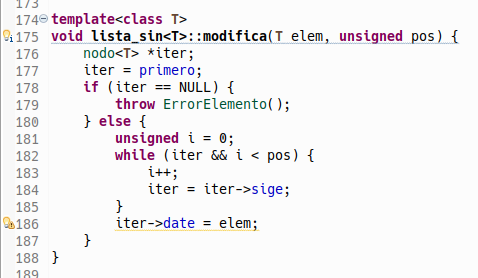 173
174 template<class T>
175 void lista_sin<T>::modifica(T elem, unsigned pos) {
176     nodo<T> *iter;
177     iter = primero;
178     if (iter == NULL) {
179         throw ErrorElemento();
180     } else {
181         unsigned i = 0;
182         while (iter && i < pos) {
183             i++;
184             iter = iter->sige;
185         }
186         iter->date = elem;
187     }
188 }
189